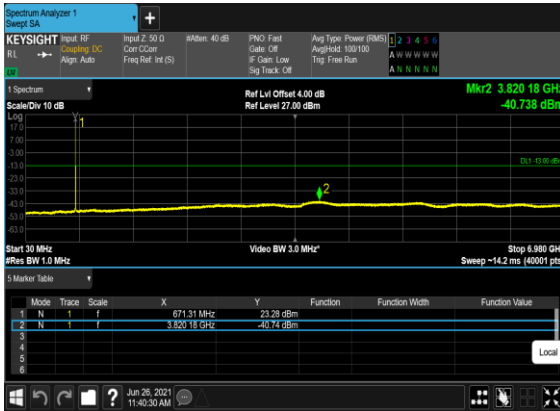 Spectrum Analyzer 1
Swept SA
+
KEYSIGHT Input: RF Input Z: 50 Ω #Atten: 40 dB PNO: Fast Avg Type: Power (RMS) 1 2 3 4 5 6
RL Coupling: DC Corr CCorr Gate: Off Avg|Hold: 100/100 A W W W W W
Align: Auto Freq Ref: Int (S) IF Gain: Low Trig: Free Run
Sig Track: Off A N N N N N
1 Spectrum
Ref Lvl Offset 4.00 dB Mkr2 3.820 18 GHz
Scale/Div 10 dB Ref Level 27.00 dBm -40.738 dBm
Log
17.0
7.00
-3.00
-13.0 DL1 -13.00 dBm
-23.0
-33.0
-43.0
-53.0
-63.0
1
2
Start 30 MHz Video BW 3.0 MHz* Stop 6.980 GHz
#Res BW 1.0 MHz Sweep ~14.2 ms (40001 pts)
5 Marker Table
Mode Trace Scale X Y Function Function Width Function Value
1 N 1 f 671.31 MHz 23.28 dBm
2 N 1 f 3.820 18 GHz -40.74 dBm
3
4
5
6
Local
? Jun 26, 2021
11:40:30 AM